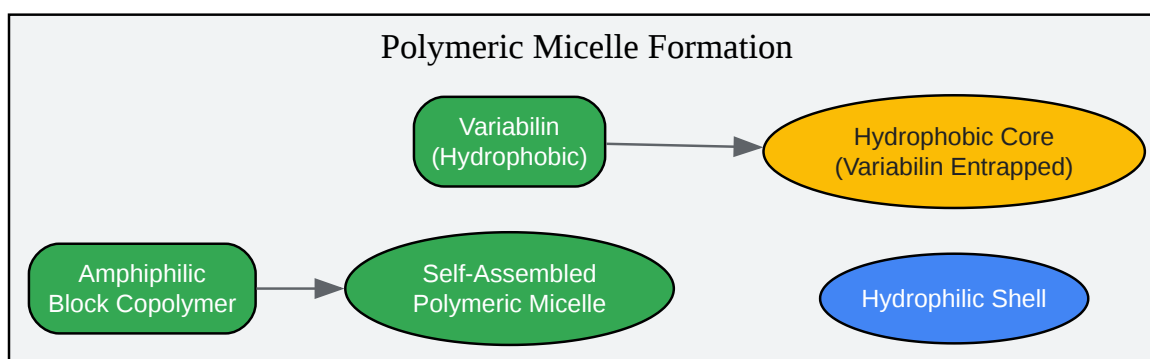 Polymeric Micelle Formation
Variabilin
(Hydrophobic)
Hydrophobic Core
(Variabilin Entrapped)
Amphiphilic
Block Copolymer
Self-Assembled
Polymeric Micelle
Hydrophilic Shell